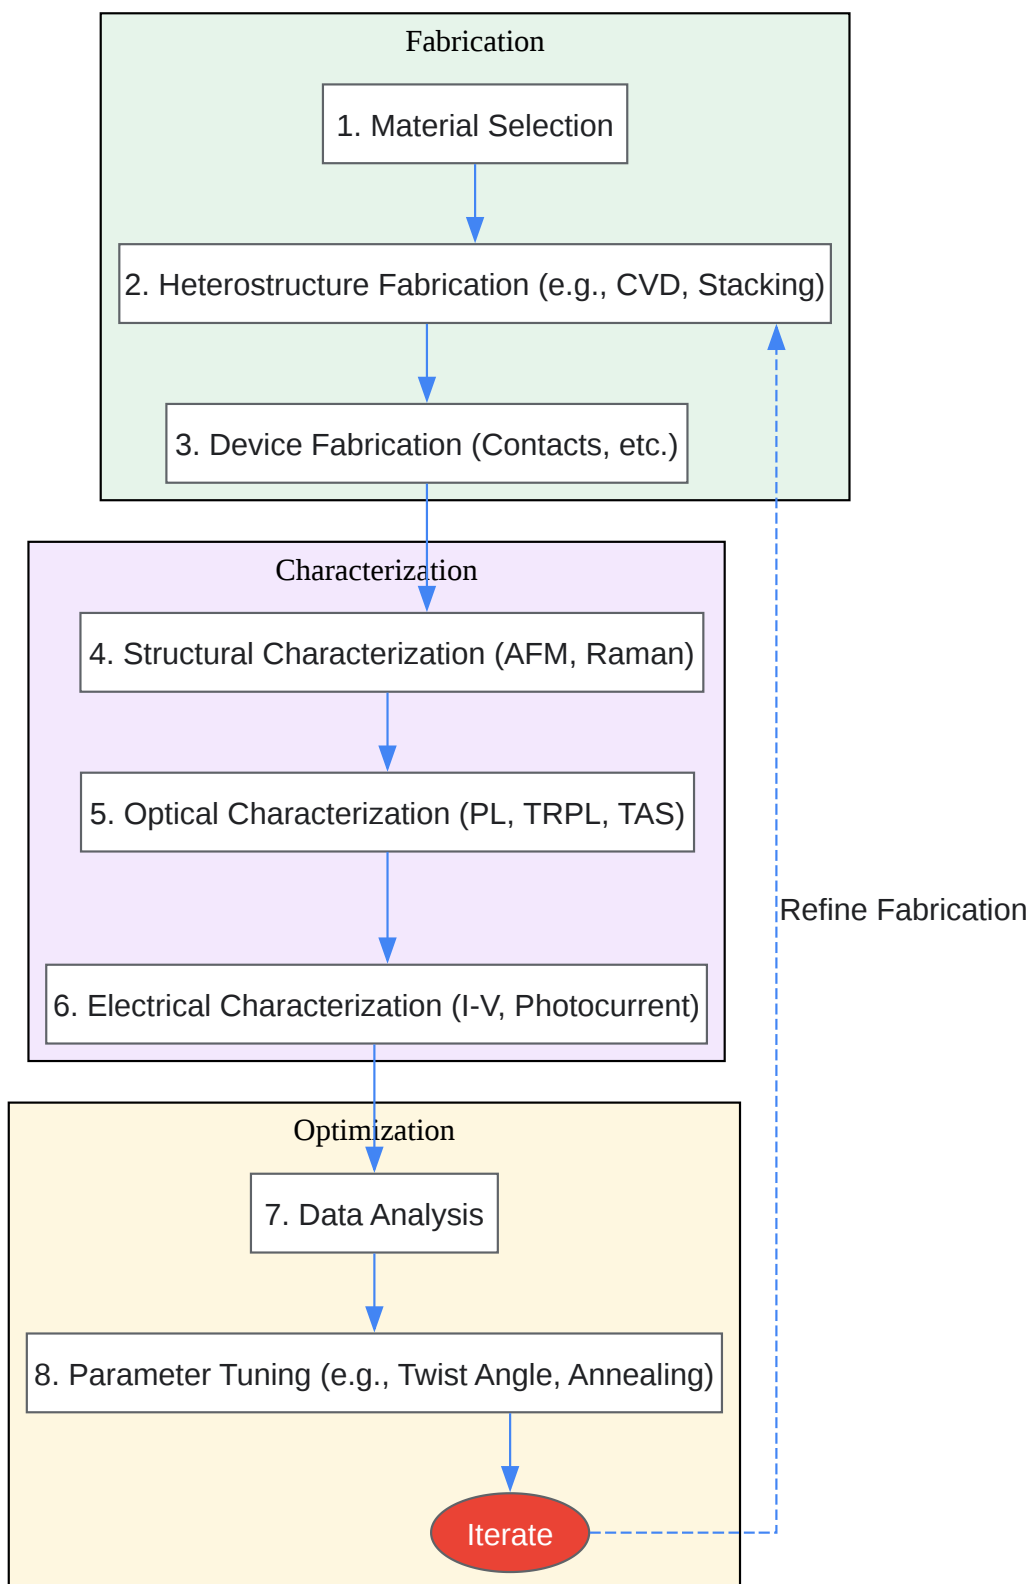 Fabrication
1. Material Selection
2. Heterostructure Fabrication (e.g., CVD, Stacking)
3. Device Fabrication (Contacts, etc.)
Characterization
4. Structural Characterization (AFM, Raman)
5. Optical Characterization (PL, TRPL, TAS)
Refine Fabrication
6. Electrical Characterization (I-V, Photocurrent)
Optimization
7. Data Analysis
8. Parameter Tuning (e.g., Twist Angle, Annealing)
Iterate